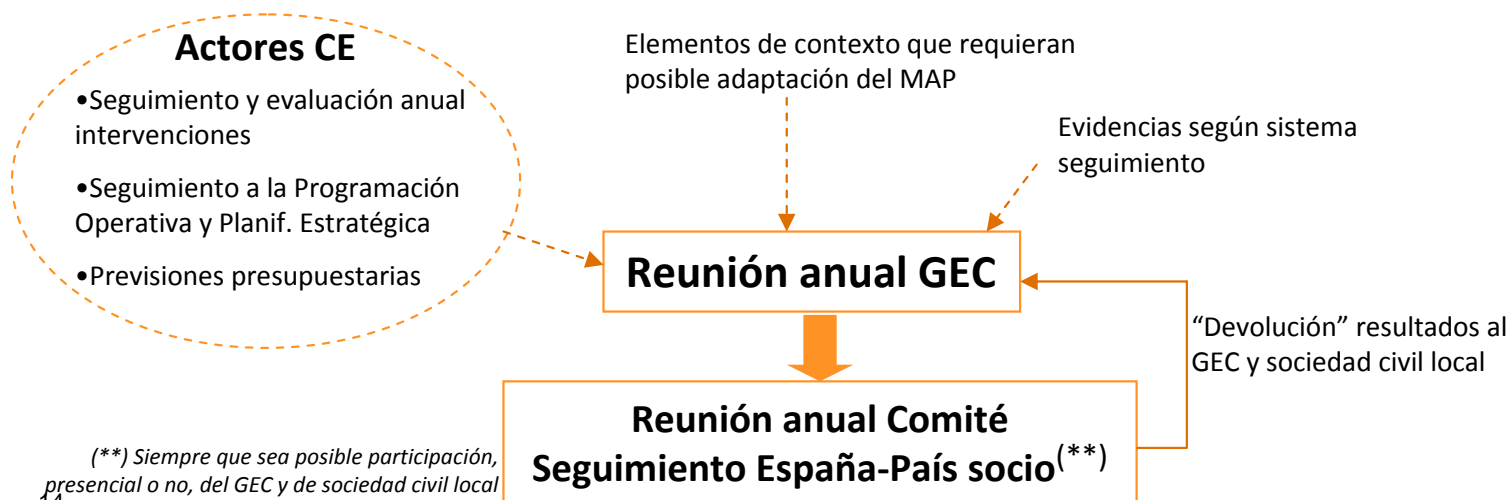 Actores CE
•Seguimiento y evaluación anual
intervenciones
•Seguimiento a la Programación
Operativa y Planif. Estratégica
•Previsiones presupuestarias
Elementos de contexto que requieran
posible adaptación del MAP
Evidencias según sistema
seguimiento
Reunión anual GEC
“Devolución” resultados al
GEC y sociedad civil local
Reunión anual Comité
Seguimiento España-País socio(**)
(**) Siempre que sea posible participación,
presencial o no, del GEC y de sociedad civil local